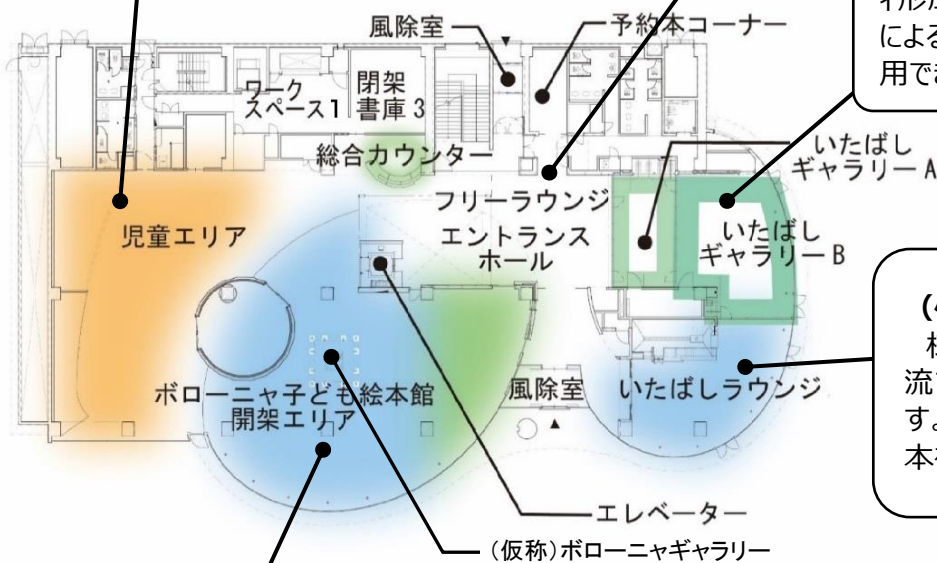 風除室
予約本コーナー
ワーク
スペース1
閉架
書庫3
総合カウンター
による
いたばし
ギャラリーA
フリーラウンジ
エントランス
ホール
児童エリア
いたばし
ギャラリーB
ボローニャ子ども絵本館
開架エリア
風除室
いたばしラウンジ
流
す。
本
エレベーター
(仮称)ボローニャギャラリー